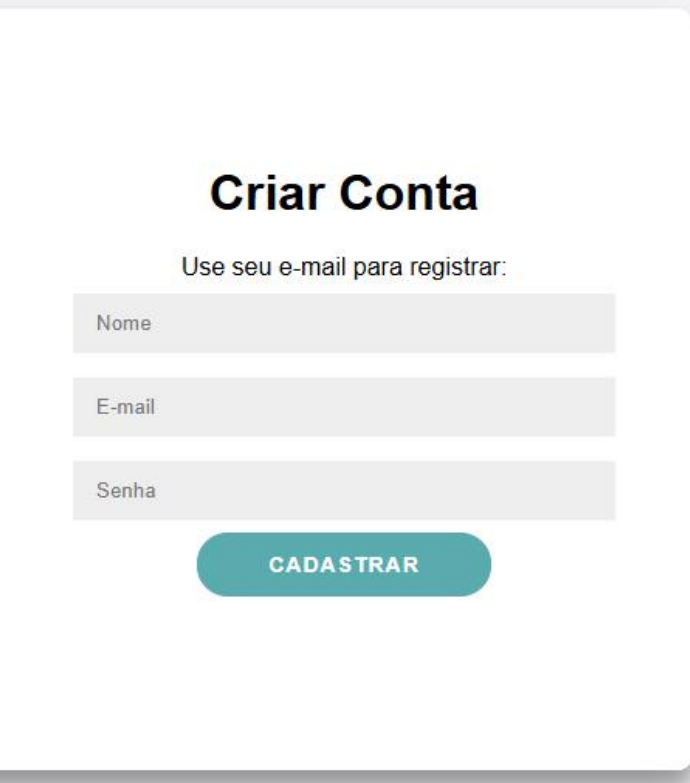 Criar Conta
Use seu e-mail para registrar:
Nome
E-mail
Senha
CADASTRAR